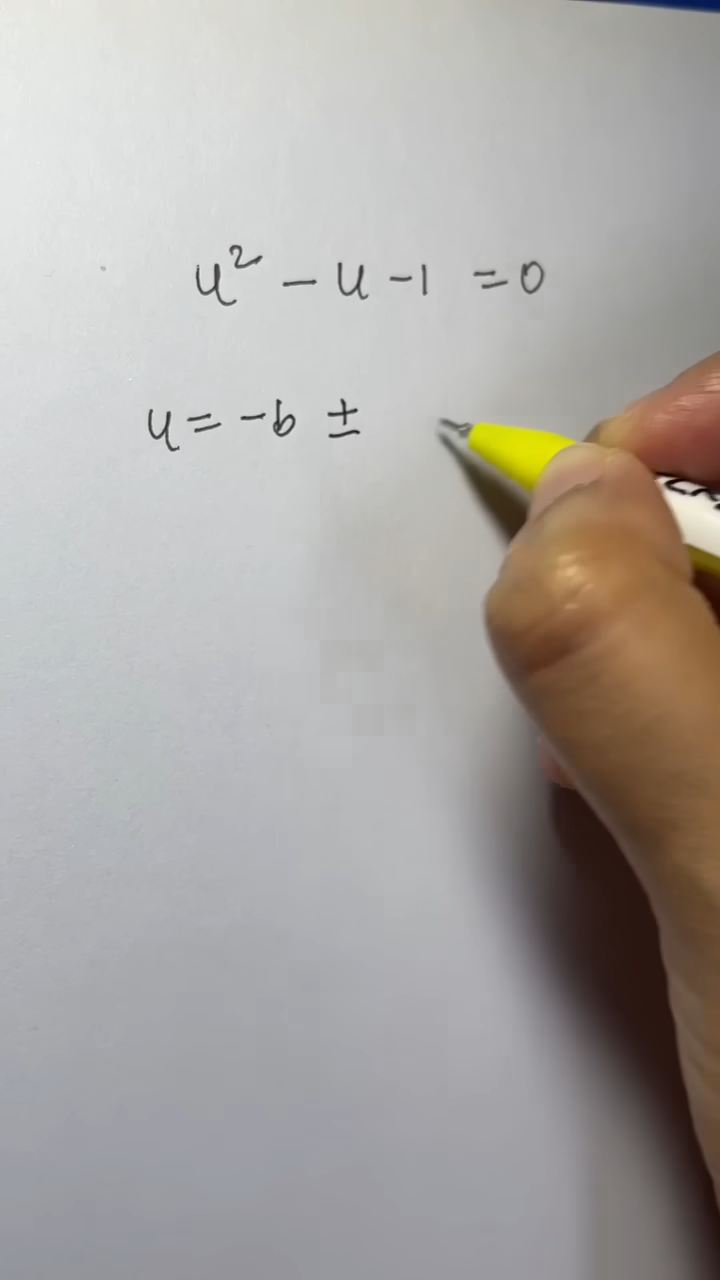 u² - u - 1 = 0
u = -b ±